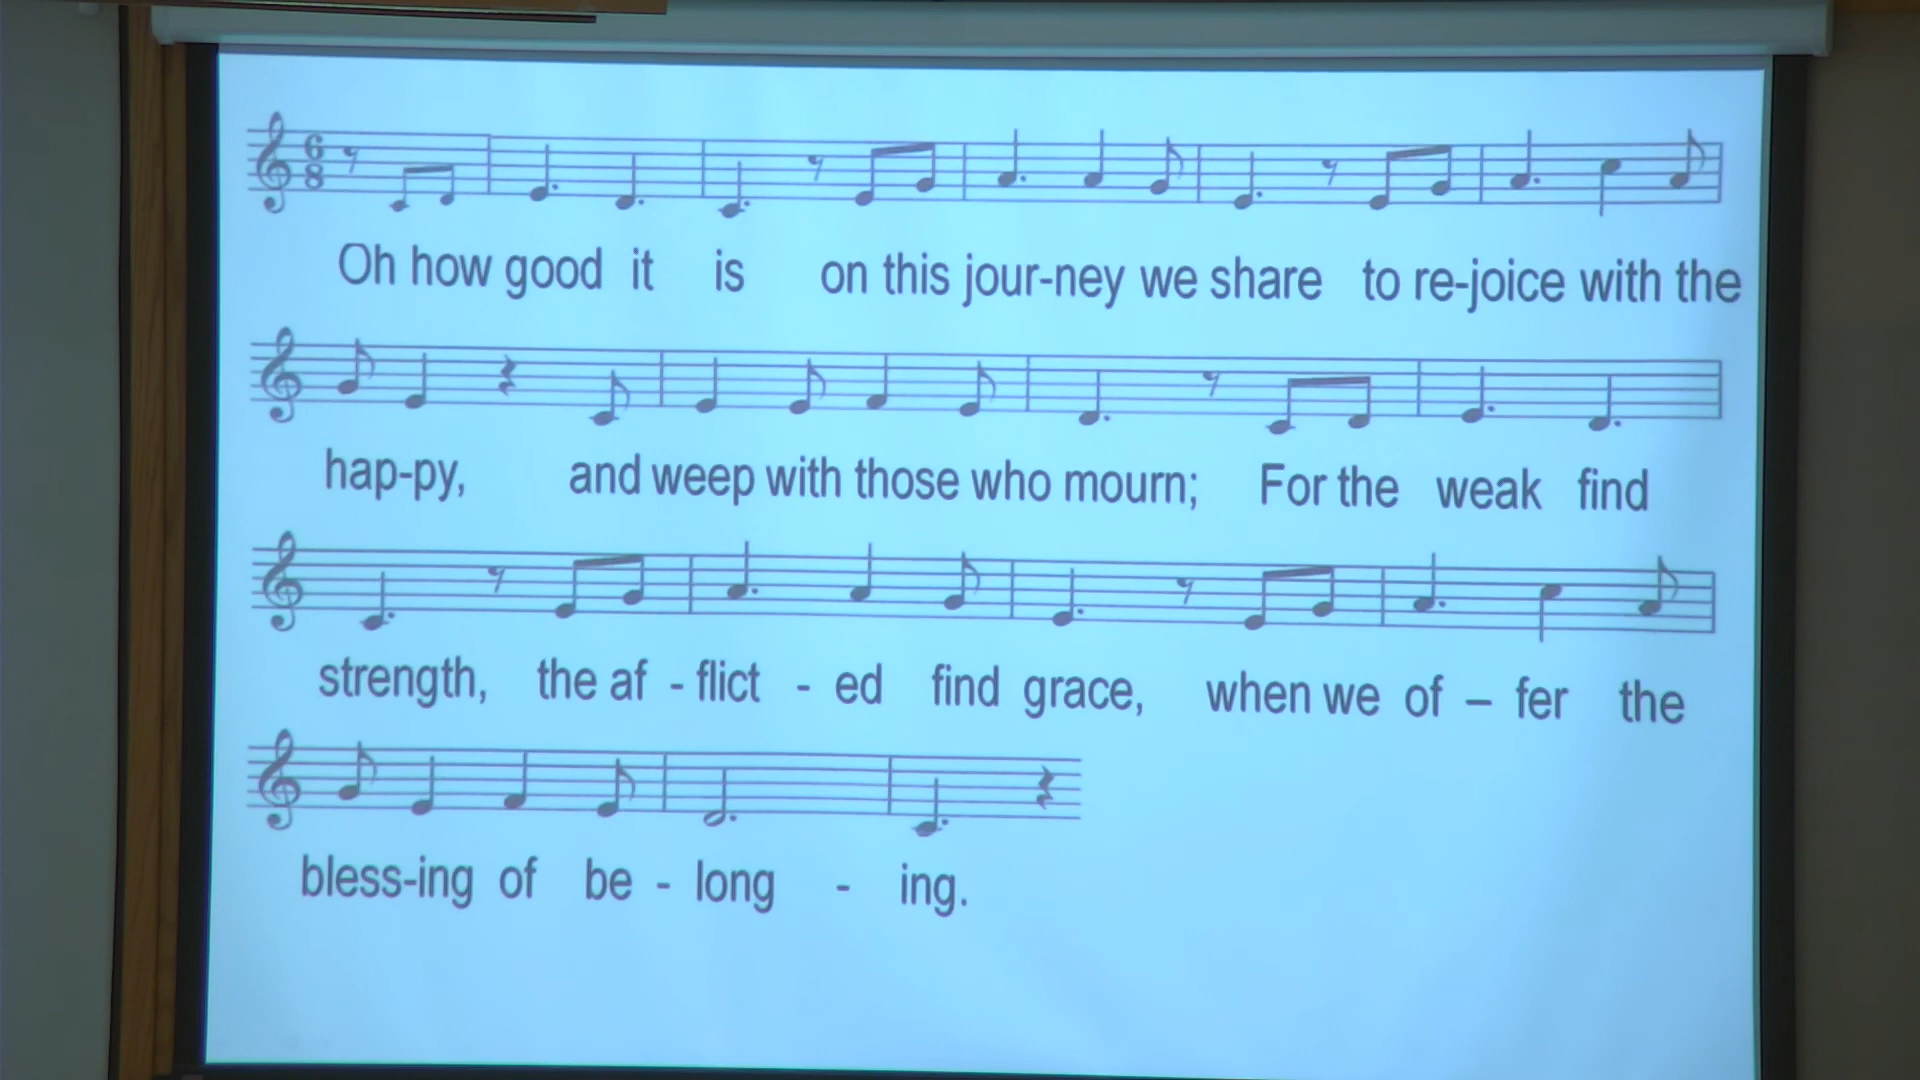 6
8
Oh how good it is on this jour-ney we share to re-joice with the
hap-py, and weep with those who mourn; For the weak find
strength, the af - flict - ed find grace, when we of – fer the
bless-ing of be - long - ing.